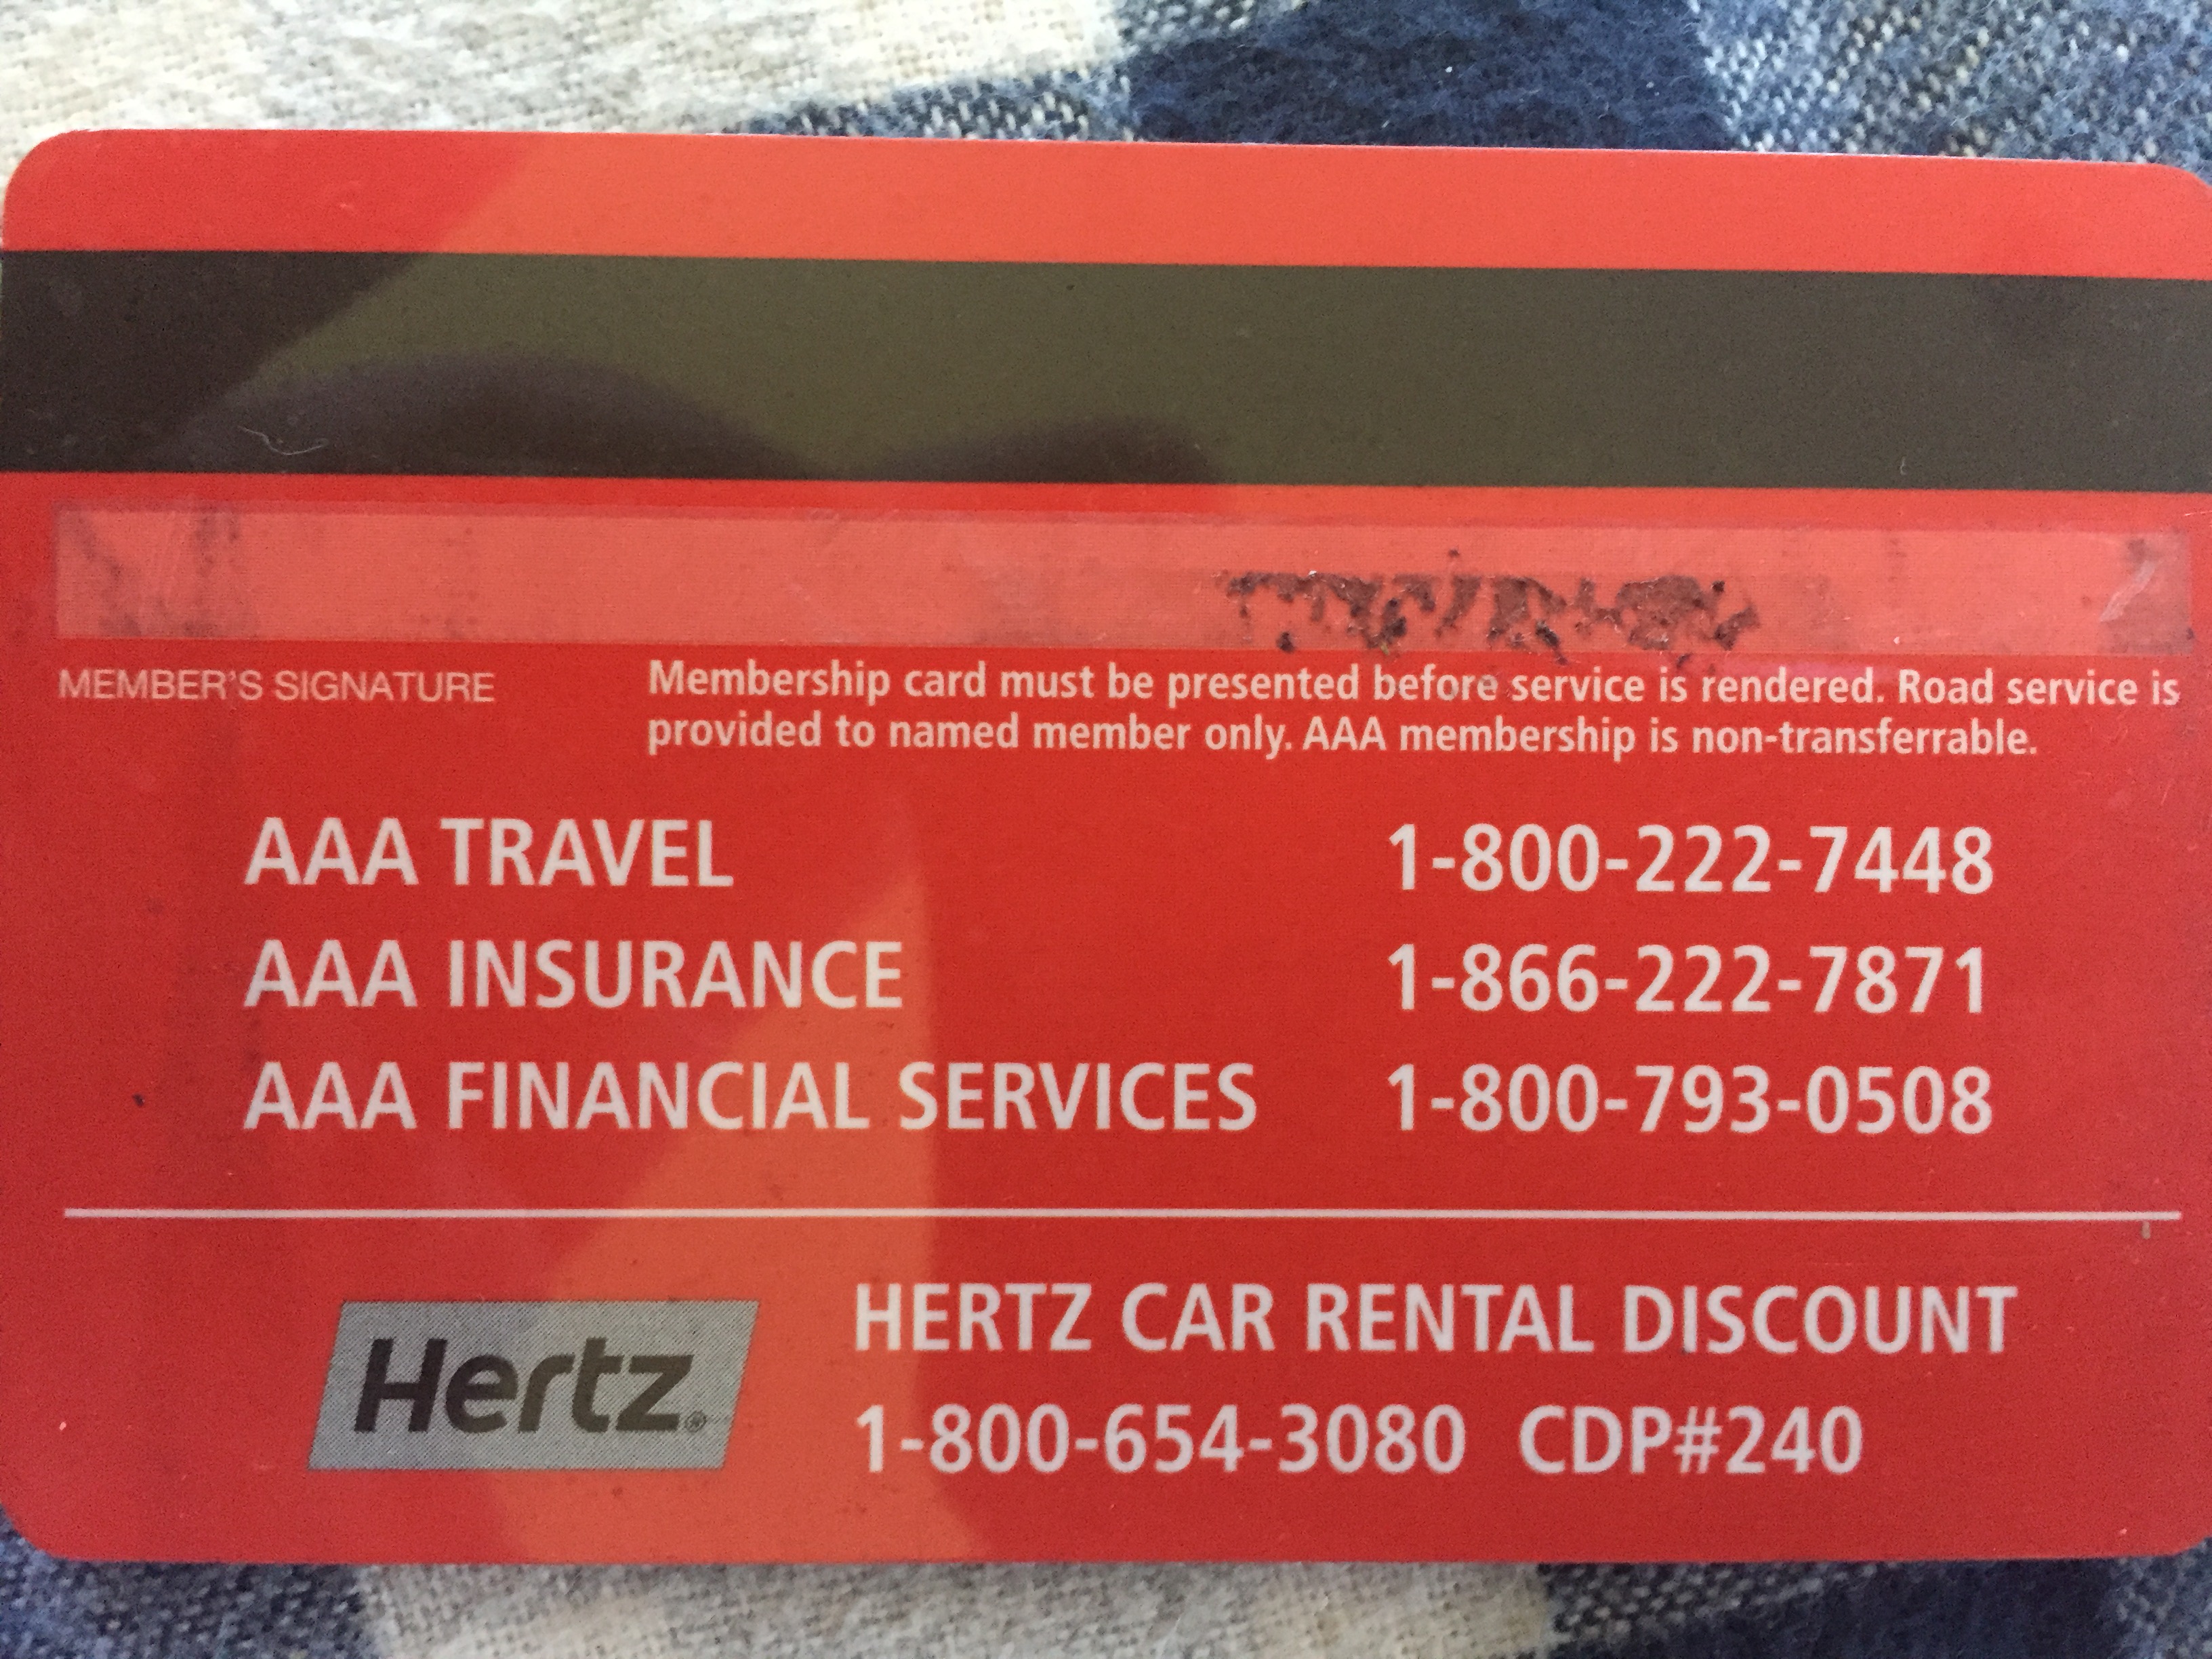 MEMBER'S SIGNATURE
Membership card must be presented before service is rendered. Road service is
provided to named member only. AAA membership is non-transferrable.
AAA TRAVEL 1-800-222-7448
AAA INSURANCE 1-866-222-7871
AAA FINANCIAL SERVICES 1-800-793-0508
Hertz®
HERTZ CAR RENTAL DISCOUNT
1-800-654-3080 CDP#240